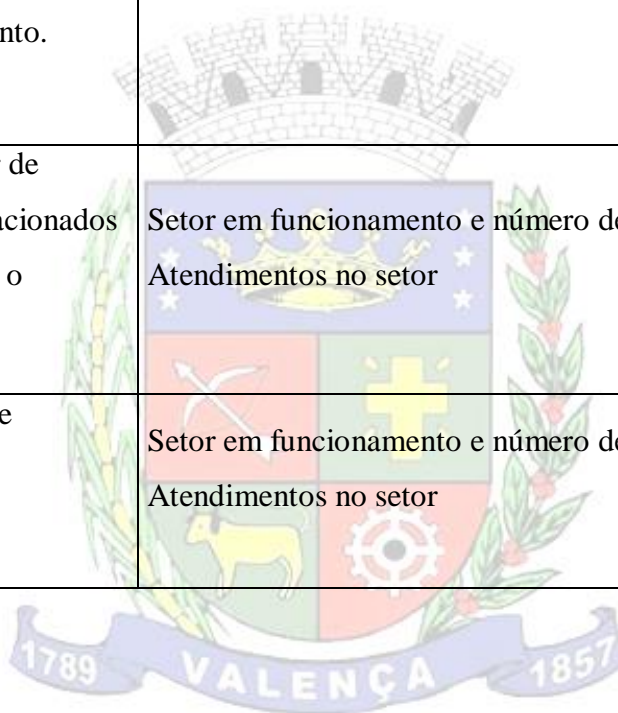 nto.
de
acionados
o
Setor em funcionamento e número de
Atendimentos no setor
e
Setor em funcionamento e número de
Atendimentos no setor
1789 VALENÇA 1857